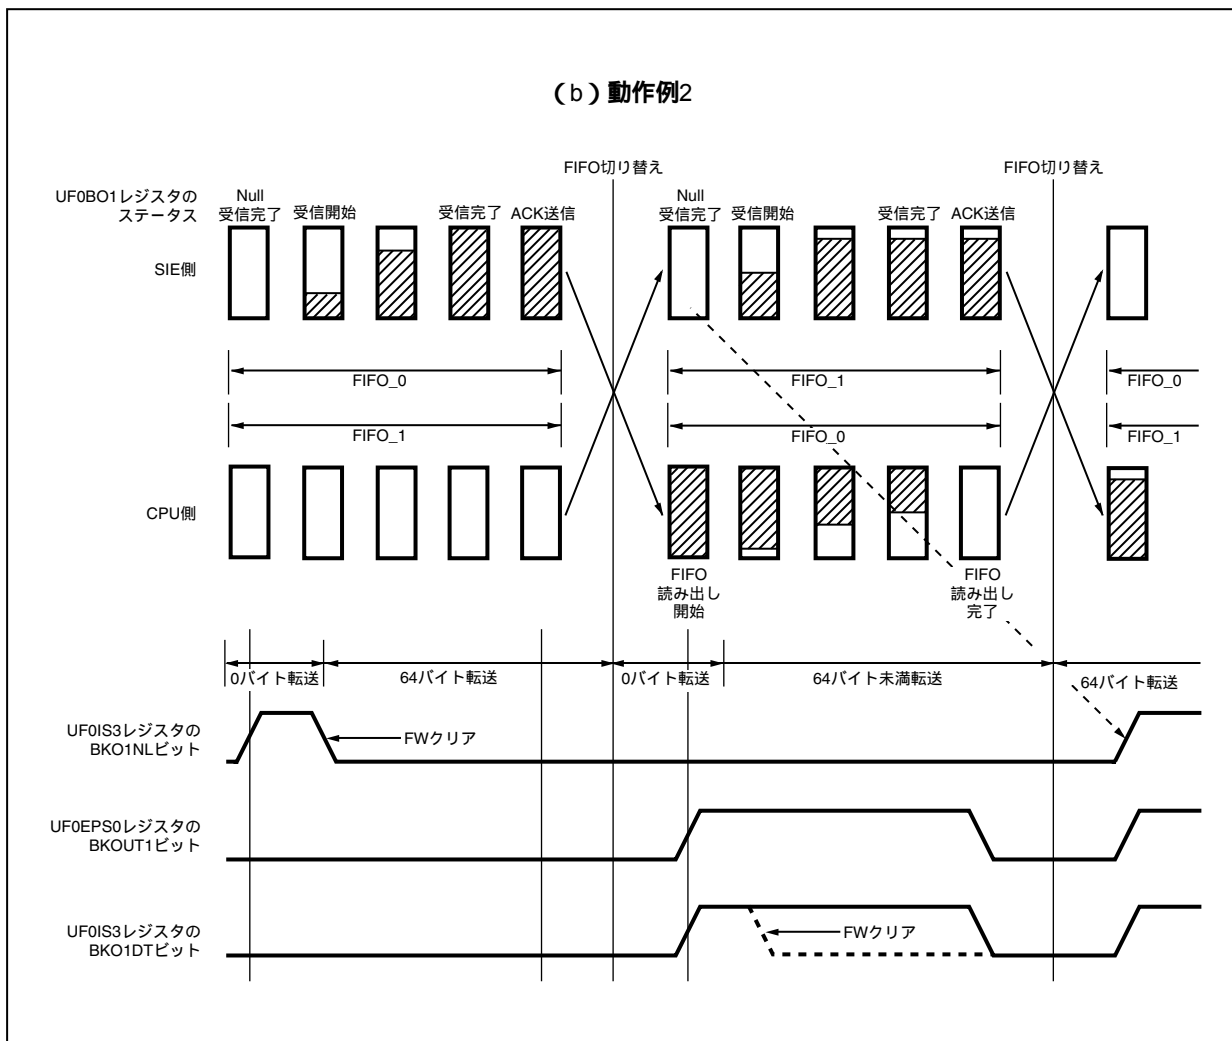 (b)動作例2
FIFO切り替え
FIFO切り替え
UF0BO1レジスタの
ステータス
Null
受信完了
受信開始
受信完了
ACK送信
Null
受信完了
受信開始
受信完了
ACK送信
SIE側
FIFO_0
FIFO_1
FIFO_0
FIFO_1
FIFO_0
FIFO_1
CPU側
FIFO
読み出し
開始
FIFO
読み出し
完了
0バイト転送
64バイト転送
0バイト転送
64バイト未満転送
64バイト転送
UF0IS3レジスタの
BKO1NLビット
FWクリア
UF0EPS0レジスタの
BKOUT1ビット
UF0IS3レジスタの
BKO1DTビット
FWクリア